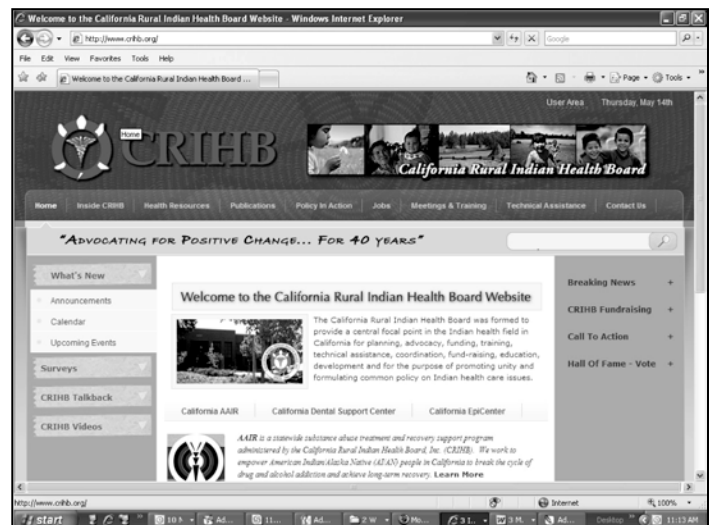 Welcome to the California Rural Indian Health Board Website - Windows Internet Explorer
http://www.crihb.org/
Google
File Edit View Favorites Tools Help
Welcome to the California Rural Indian Health Board ...
Page Tools
User Area Thursday, May 14th
Home
CRIHB
California Rural Indian Health Board
Home Inside CRIHB Health Resources Publications Policy In Action Jobs Meetings & Training Technical Assistance Contact Us
"ADVOCATING FOR POSITIVE CHANGE... FOR 40 YEARS"
What's New
Announcements
Calendar
Upcoming Events
Surveys
CRIHB Talkback
CRIHB Videos
Welcome to the California Rural Indian Health Board Website
The California Rural Indian Health Board was formed to
provide a central focal point in the Indian health field in
California for planning, advocacy, funding, training,
technical assistance, coordination, fund-raising, education,
development and for the purpose of promoting unity and
formulating common policy on Indian health care issues.
California AAIR California Dental Support Center California EpiCenter
AAIR is a statewide substance abuse treatment and recovery support program
administered by the California Rural Indian Health Board, Inc. (CRIHB). We work to
empower American Indian/Alaska Native (AI/AN) people in California to break the cycle of
drug and alcohol addiction and achieve long-term recovery. Learn More
Breaking News +
CRIHB Fundraising +
Call To Action +
Hall Of Fame - Vote +
http://www.crihb.org/ Internet 100%
start 10 11... Ad... 2 W Mo... 3 I.. 3 M. Ad... Desktop 11:13 AM